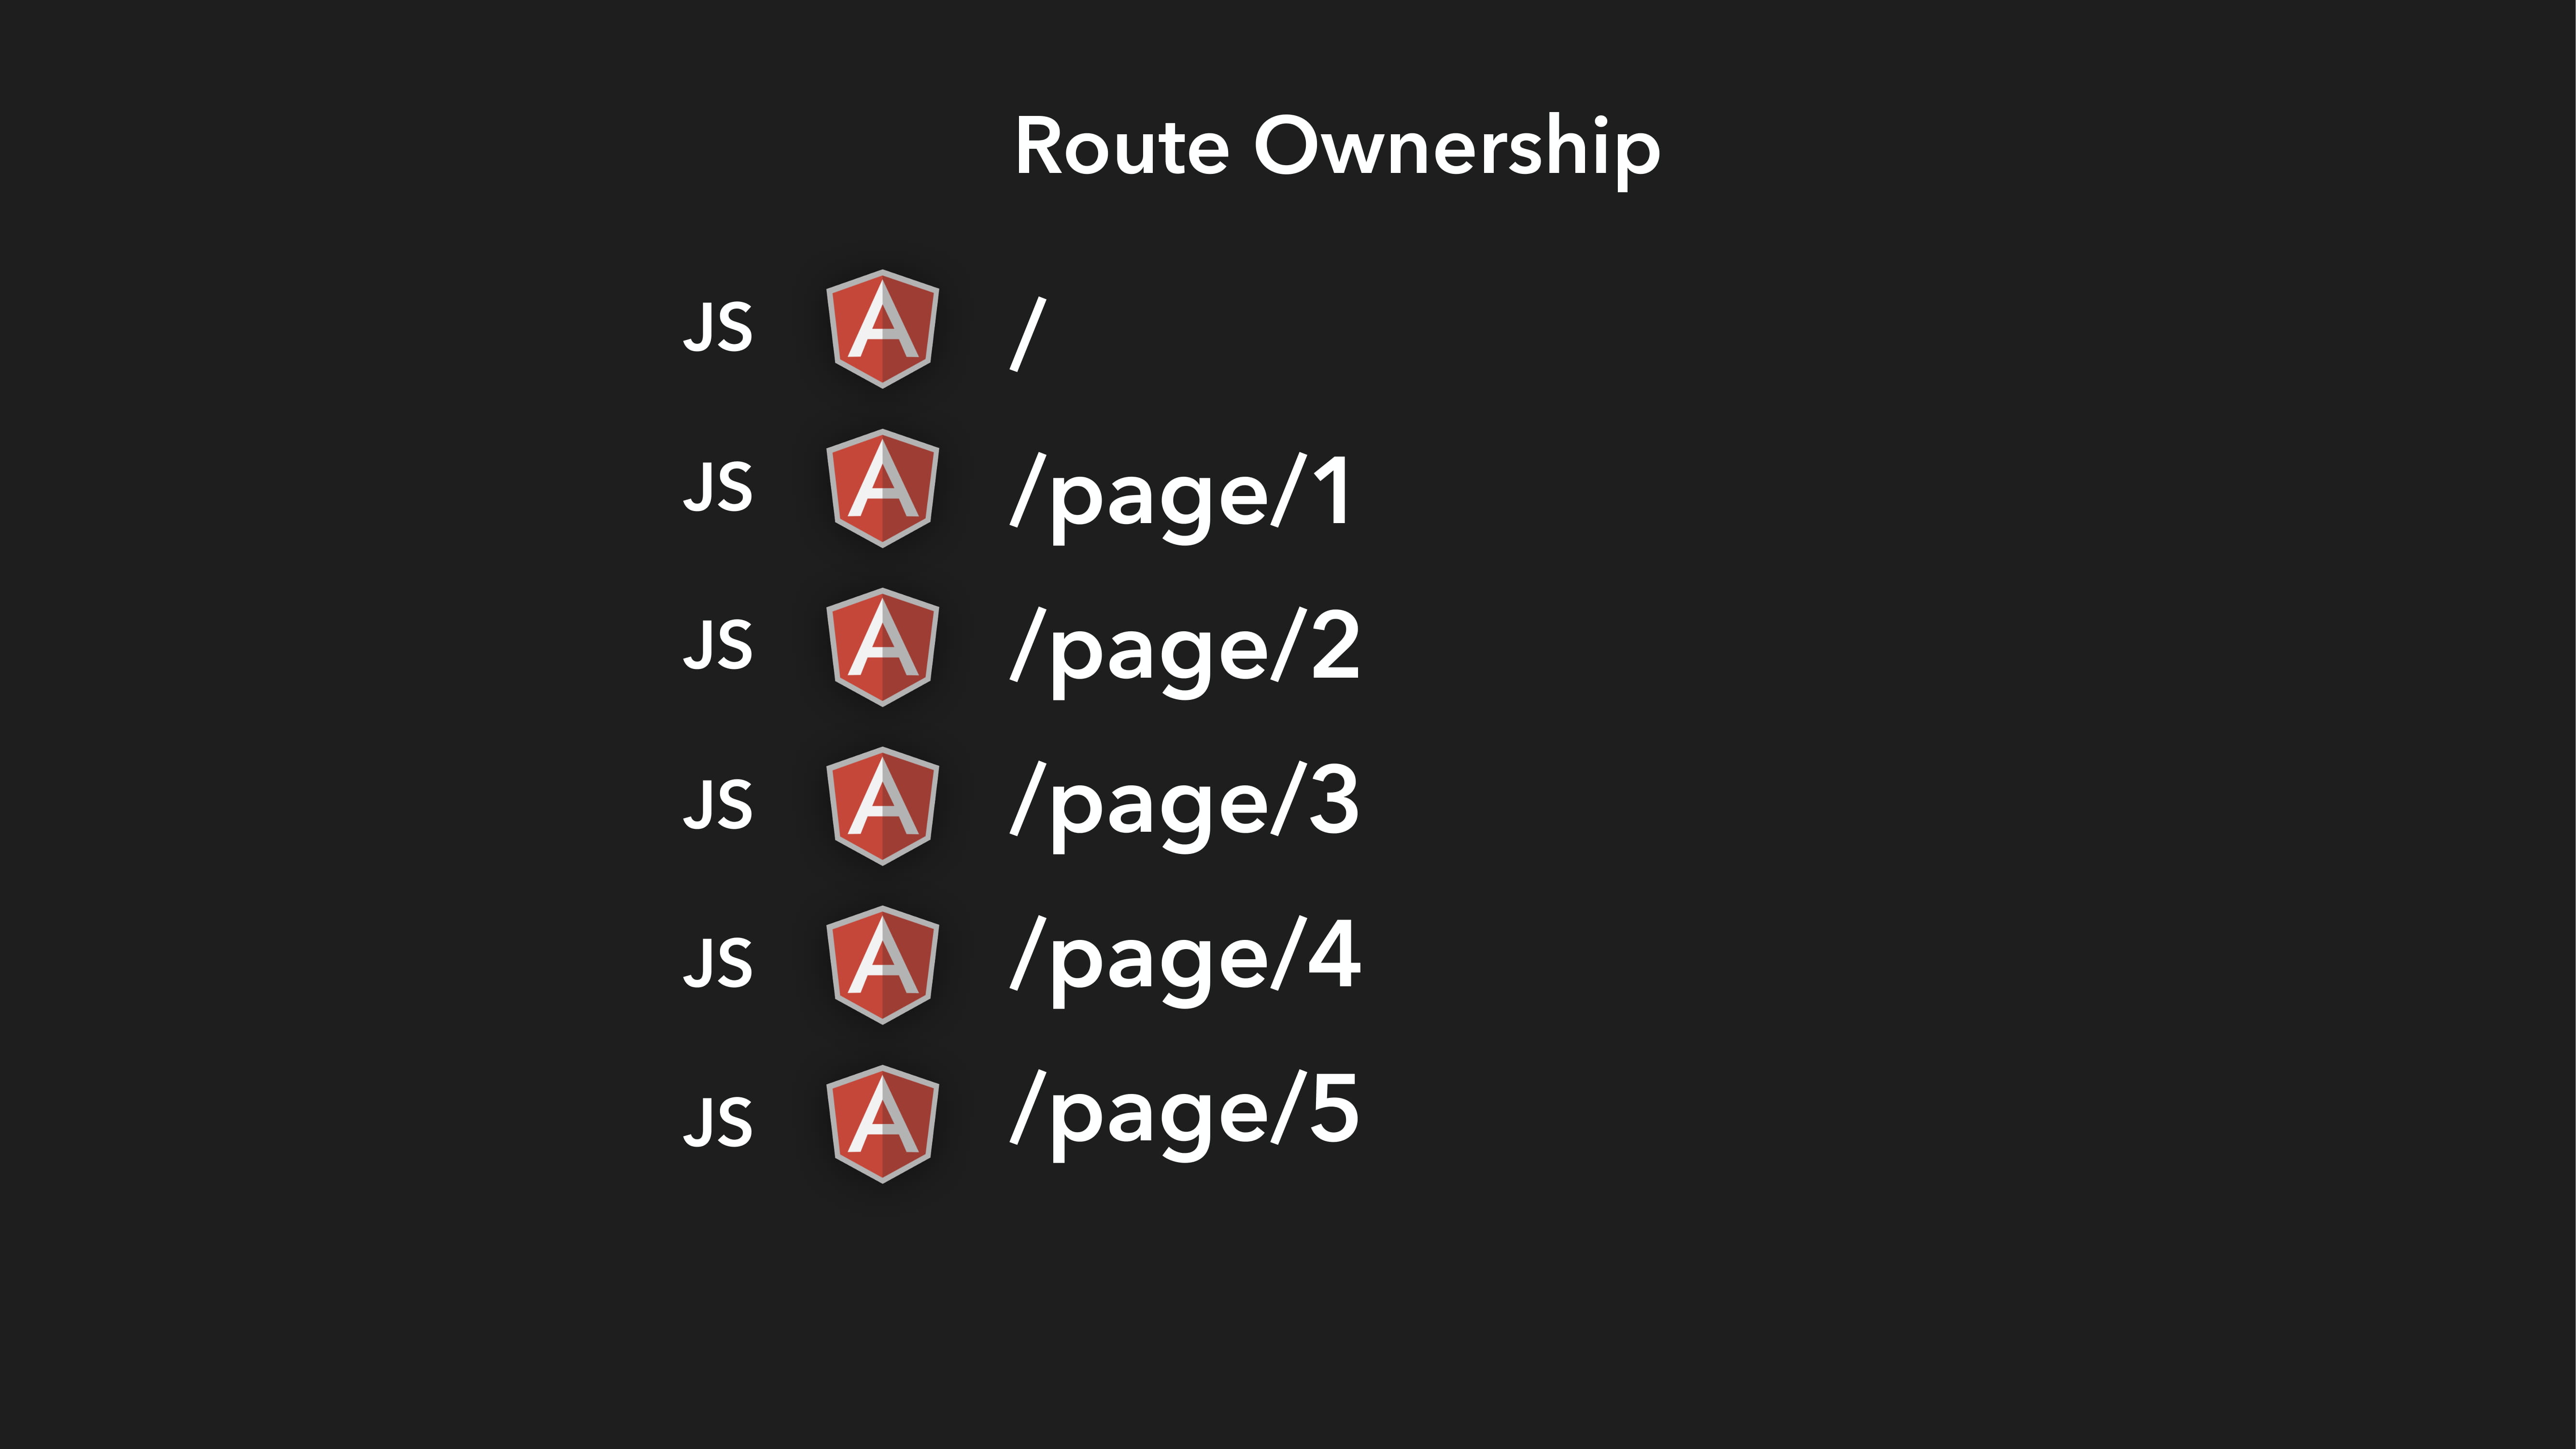 Route Ownership
JS A /
JS A /page/1
JS A /page/2
JS A /page/3
JS A /page/4
JS A /page/5